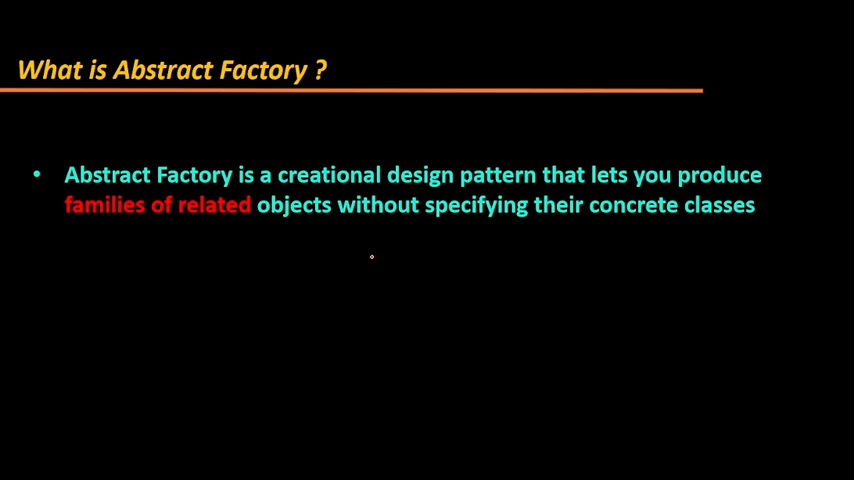 What is Abstract Factory ?
• Abstract Factory is a creational design pattern that lets you produce
families of related objects without specifying their concrete classes